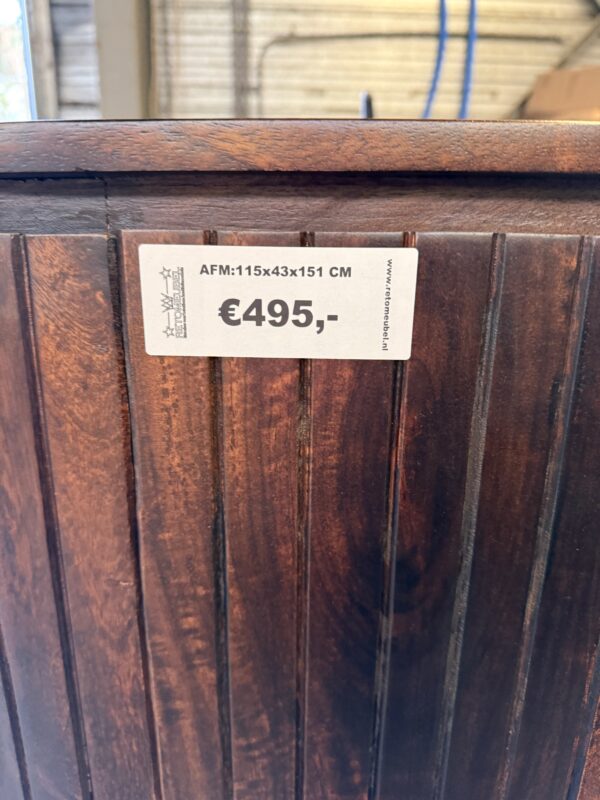 AFM:115x43x151 CM
€495,-
RETOMEUBEL
www.retomeubel.nl